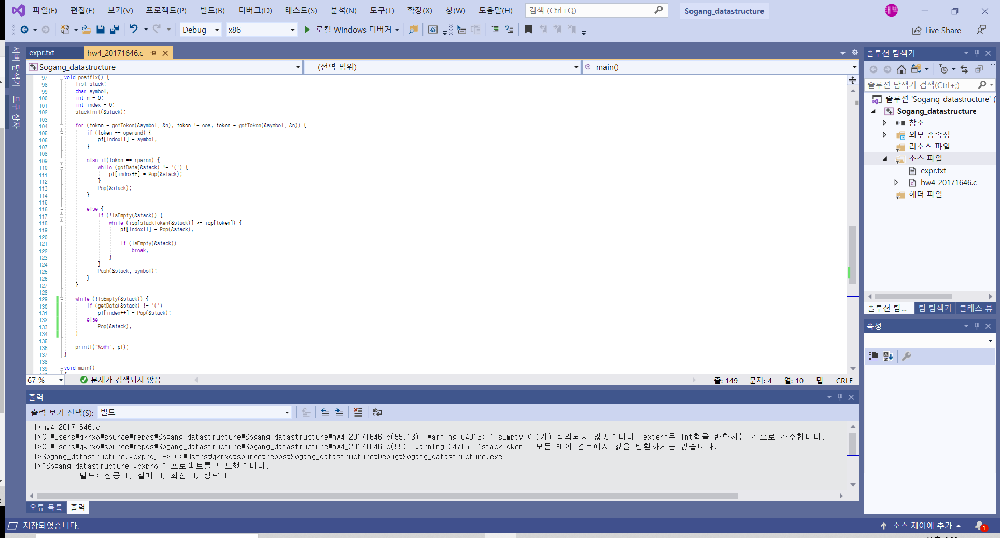 파일(F) 편집(E) 보기(V) 프로젝트(P) 빌드(B) 디버그(D) 테스트(S) 분석(N) 도구(T) 확장(X) 창(W) 도움말(H) 검색 (Ctrl+Q) Sogang_datastructure
Debug x86 로컬 Windows 디버거 Live Share
서버 탐색기
도구 상자
expr.txt hw4_20171646.c
Sogang_datastructure (전역 범위) main()
97 void postfix() {
98 list stack;
99 char symbol;
100 int n = 0;
101 int index = 0;
102 stackInit(&stack);
103
104 for (token = getToken(&symbol, &n); token != eos; token = getToken(&symbol, &n)) {
105 if (token == operand) {
106 pf[index++] = symbol;
107 }
108
109 else if(token == rparen) {
110 while (getData(&stack) != '(') {
111 pf[index++] = Pop(&stack);
112 }
113 Pop(&stack);
114 }
115
116 else {
117 if (!IsEmpty(&stack)) {
118 while (isp[stackToken(&stack)] >= icp[token]) {
119 pf[index++] = Pop(&stack);
120
121 if (IsEmpty(&stack))
122 break;
123 }
124 }
125 Push(&stack, symbol);
126 }
127 }
128
129 while (!IsEmpty(&stack)) {
130 if (getData(&stack) != '(')
131 pf[index++] = Pop(&stack);
132 else
133 Pop(&stack);
134 }
135
136 printf("%s₩n", pf);
137 }
138
139 void main()
67 % 문제가 검색되지 않음 줄: 149 문자: 4 열: 10 탭 CRLF
출력
출력 보기 선택(S): 빌드
1>hw4_20171646.c
1>C:₩Users₩qkrxo₩source₩repos₩Sogang_datastructure₩Sogang_datastructure₩hw4_20171646.c(55,13): warning C4013: 'IsEmpty'이(가) 정의되지 않았습니다. extern은 int형을 반환하는 것으로 간주합니다.
1>C:₩Users₩qkrxo₩source₩repos₩Sogang_datastructure₩Sogang_datastructure₩hw4_20171646.c(95): warning C4715: 'stackToken': 모든 제어 경로에서 값을 반환하지는 않습니다.
1>Sogang_datastructure.vcxproj -> C:₩Users₩qkrxo₩source₩repos₩Sogang_datastructure₩Debug₩Sogang_datastructure.exe
1>"Sogang_datastructure.vcxproj" 프로젝트를 빌드했습니다.
========== 빌드: 성공 1, 실패 0, 최신 0, 생략 0 ==========
오류 목록 출력
저장되었습니다. 소스 제어에 추가 1
솔루션 탐색기
솔루션 탐색기 검색(Ctrl+;)
솔루션 'Sogang_datastructure' (
Sogang_datastructure
참조
외부 종속성
리소스 파일
소스 파일
expr.txt
hw4_20171646.c
헤더 파일
솔루션 탐... 팀 탐색기 클래스 뷰
속성